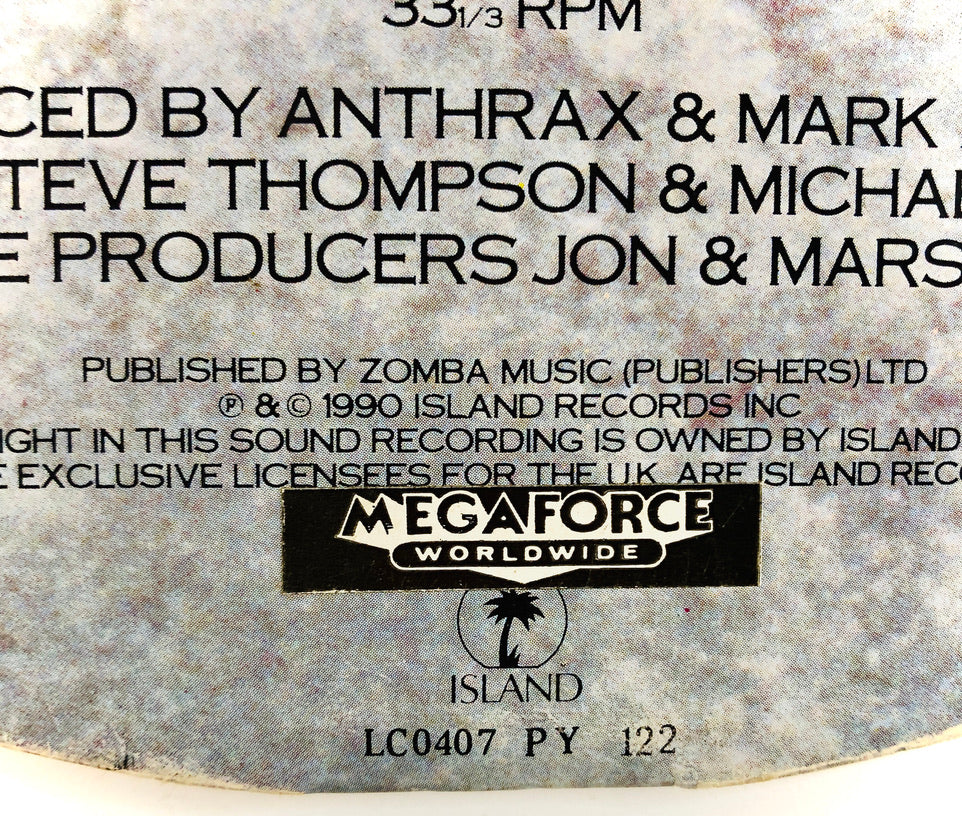 33 1/3 RPM
CED BY ANTHRAX & MARK
TEVE THOMPSON & MICHAE
E PRODUCERS JON & MARS
PUBLISHED BY ZOMBA MUSIC (PUBLISHERS) LTD
Ⓟ & © 1990 ISLAND RECORDS INC
IGHT IN THIS SOUND RECORDING IS OWNED BY ISLAND
E EXCLUSIVE LICENSEES FOR THE U.K. ARE ISLAND RECO
MEGAFORCE
WORLDWIDE
ISLAND
LC0407 PY 122